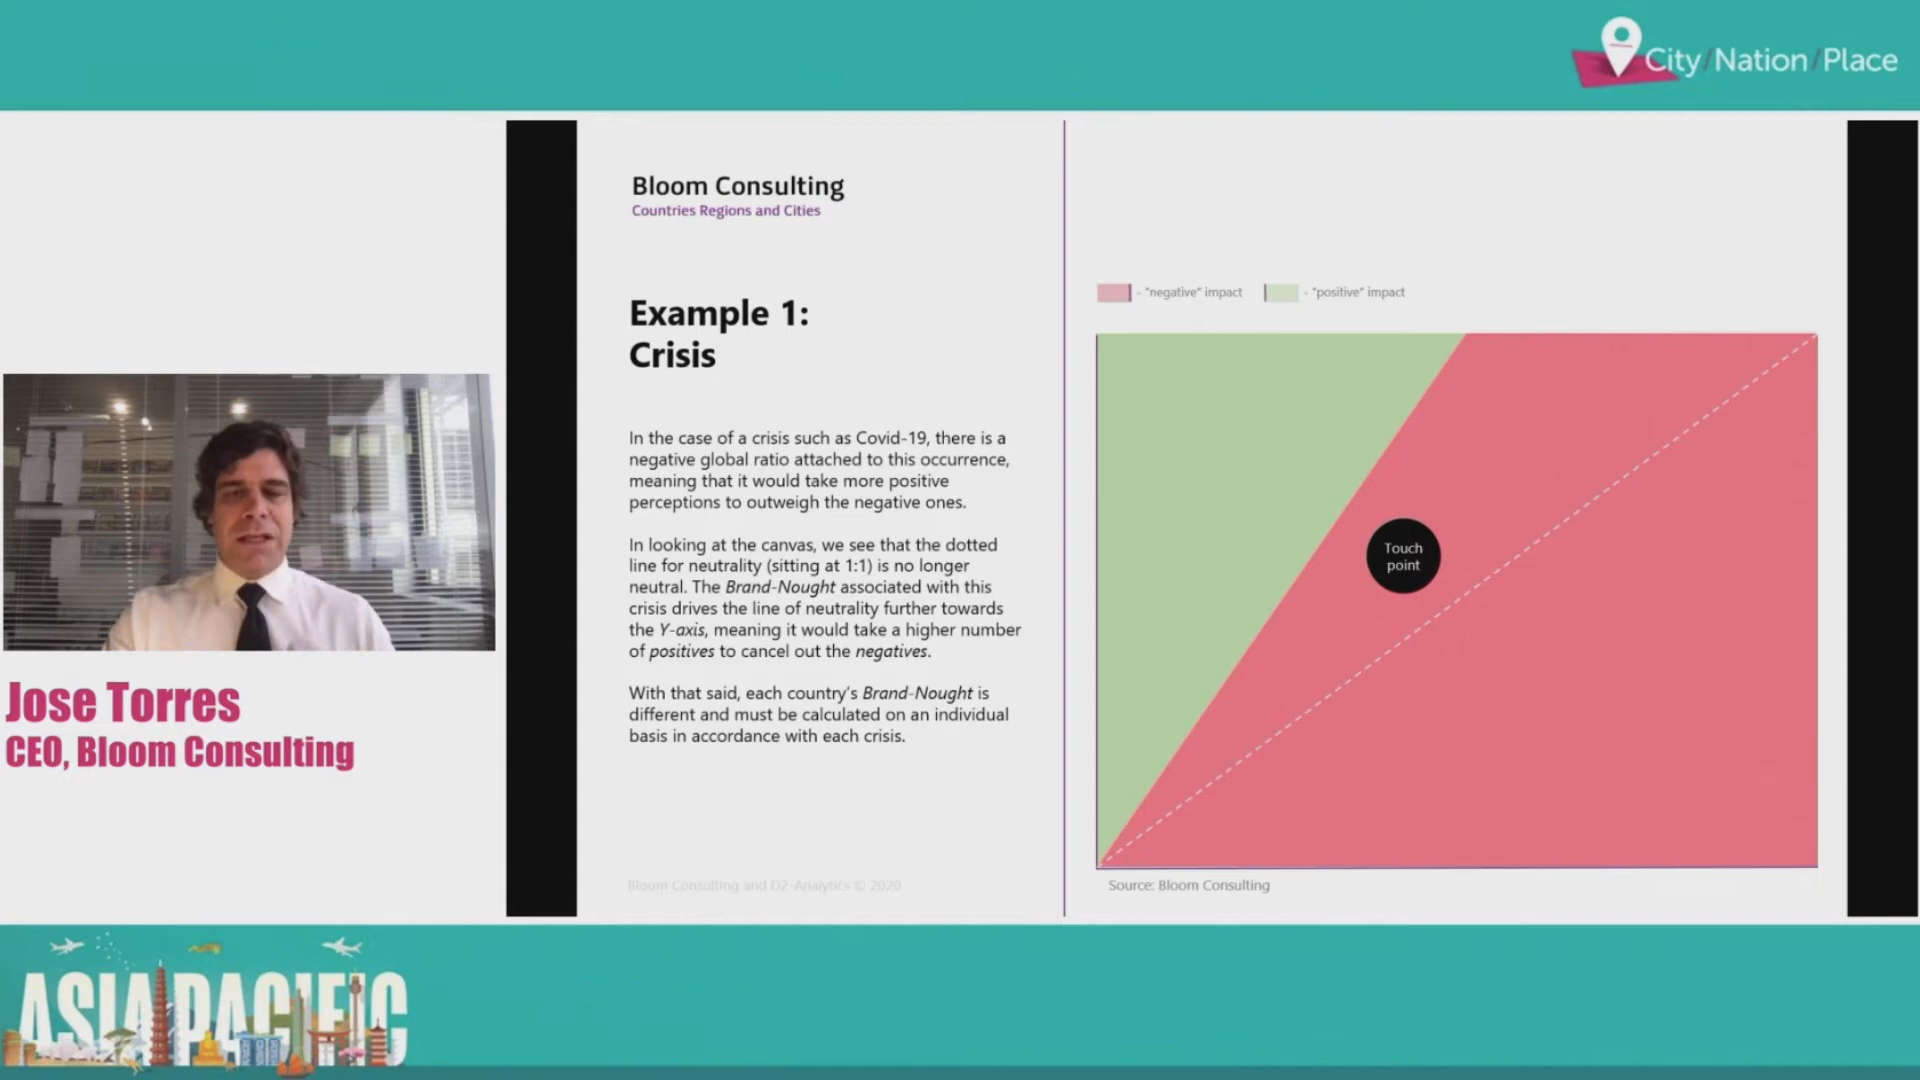 City/Nation/Place
Bloom Consulting
Countries Regions and Cities
Example 1:
Crisis
In the case of a crisis such as Covid-19, there is a
negative global ratio attached to this occurrence,
meaning that it would take more positive
perceptions to outweigh the negative ones.
In looking at the canvas, we see that the dotted
line for neutrality (sitting at 1:1) is no longer
neutral. The Brand-Nought associated with this
crisis drives the line of neutrality further towards
the Y-axis, meaning it would take a higher number
of positives to cancel out the negatives.
With that said, each country's Brand-Nought is
different and must be calculated on an individual
basis in accordance with each crisis.
Bloom Consulting and D2-Analytics © 2020
- "negative" impact
- "positive" impact
Touch
point
Source: Bloom Consulting
Jose Torres
CEO, Bloom Consulting
ASIA PACIFIC